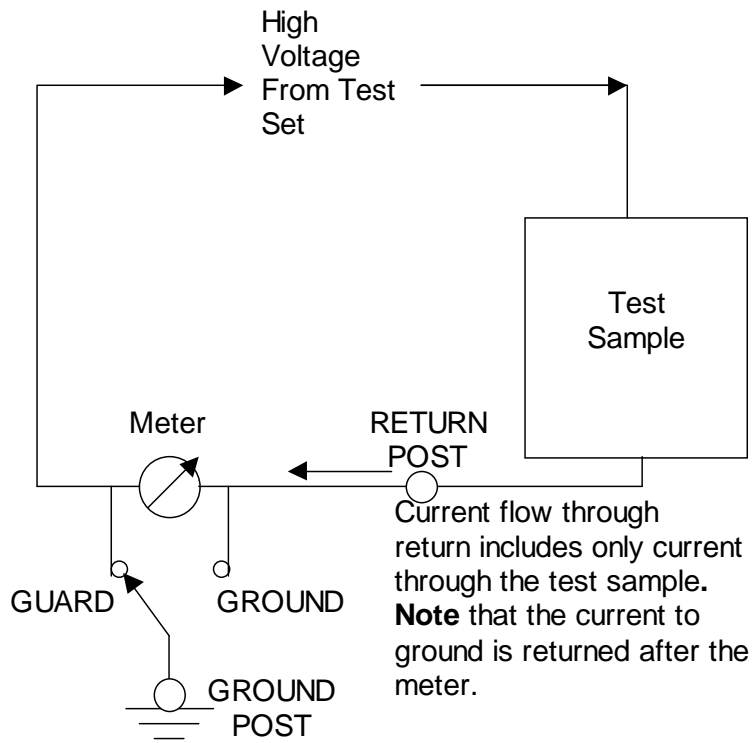 High
Voltage
From Test
Set
Test
Sample
Meter
RETURN
POST
Current flow through
return includes only current
through the test sample.
Note that the current to
ground is returned after the
meter.
GUARD
GROUND
GROUND
POST